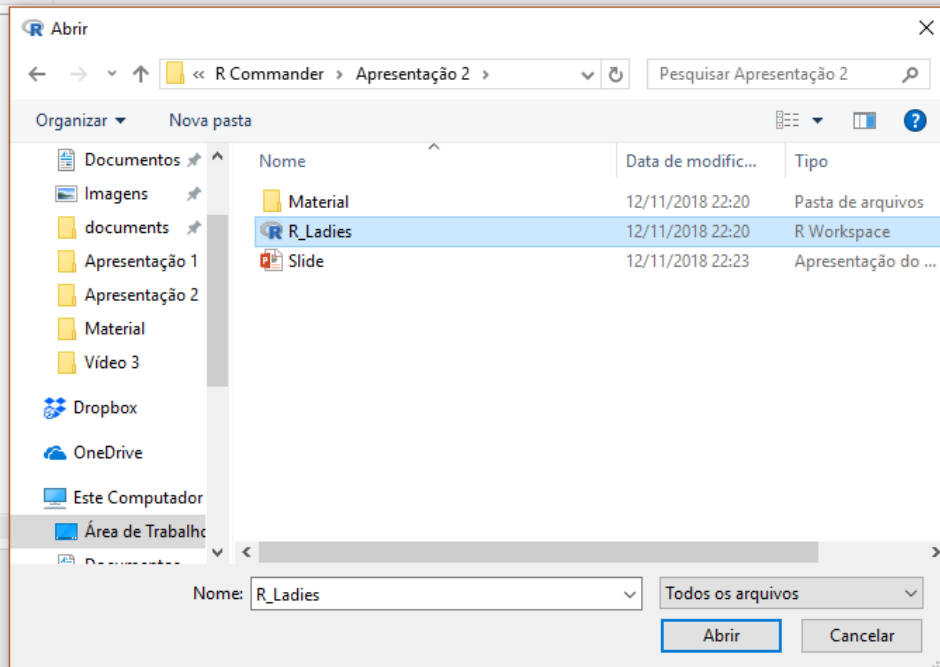 Abrir
« R Commander › Apresentação 2 ›
Pesquisar Apresentação 2
Organizar
Nova pasta
Documentos
Imagens
documents
Apresentação 1
Apresentação 2
Material
Vídeo 3
Dropbox
OneDrive
Este Computador
Área de Trabalho
Documentos
Nome Data de modific... Tipo
Material 12/11/2018 22:20 Pasta de arquivos
R_Ladies 12/11/2018 22:20 R Workspace
Slide 12/11/2018 22:23 Apresentação do ...
Nome: R_Ladies
Todos os arquivos
Abrir
Cancelar